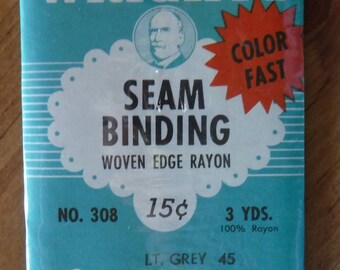 COLOR
FAST
SEAM
BINDING
WOVEN EDGE RAYON
NO. 308 15¢ 3 YDS.
100% Rayon
LT. GREY 45